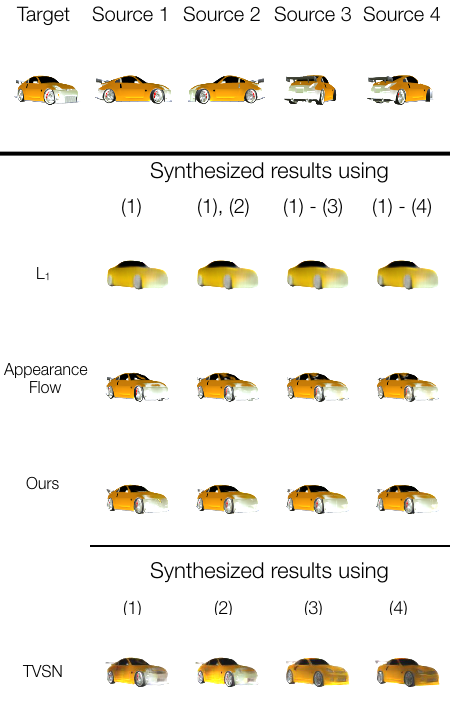 Target Source 1 Source 2 Source 3 Source 4
Synthesized results using
(1) (1), (2) (1) - (3) (1) - (4)
L₁
Appearance
Flow
Ours
Synthesized results using
(1) (2) (3) (4)
TVSN